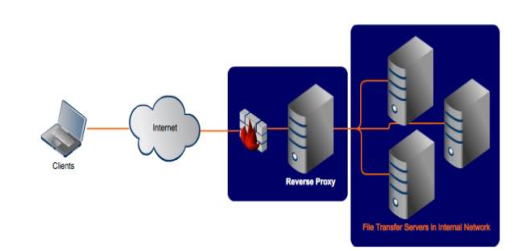 Internet
Clients
Reverse Proxy
File Transfer Servers in Internal Network